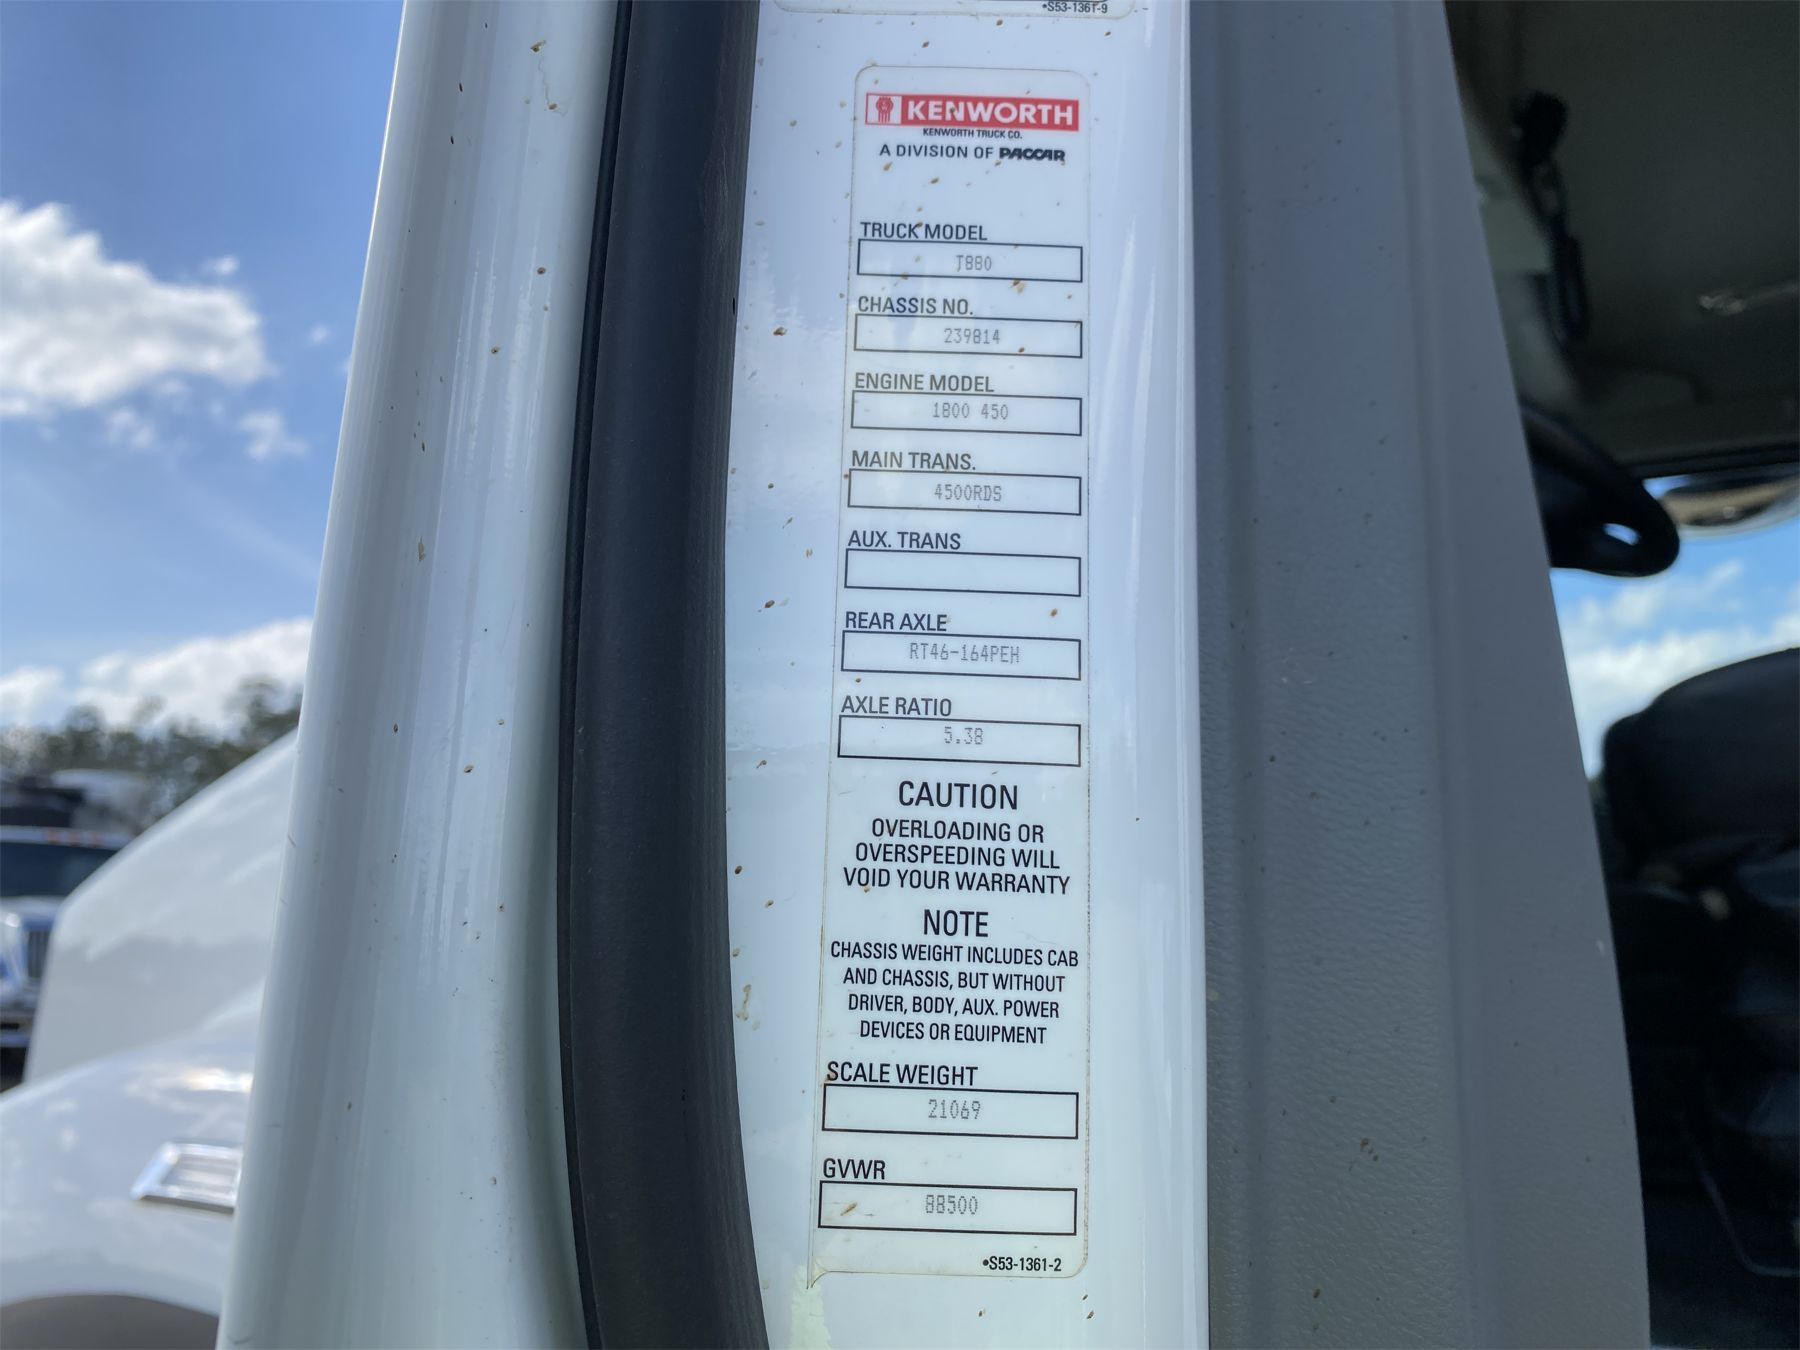 •S53-1361-9
KENWORTH
KENWORTH TRUCK CO.
A DIVISION OF PACCAR
TRUCK MODEL
T880
CHASSIS NO.
239814
ENGINE MODEL
1800 450
MAIN TRANS.
4500RDS
AUX. TRANS
REAR AXLE
RT46-164PEH
AXLE RATIO
5.38
CAUTION
OVERLOADING OR
OVERSPEEDING WILL
VOID YOUR WARRANTY
NOTE
CHASSIS WEIGHT INCLUDES CAB
AND CHASSIS, BUT WITHOUT
DRIVER, BODY, AUX. POWER
DEVICES OR EQUIPMENT
SCALE WEIGHT
21069
GVWR
88500
•S53-1361-2